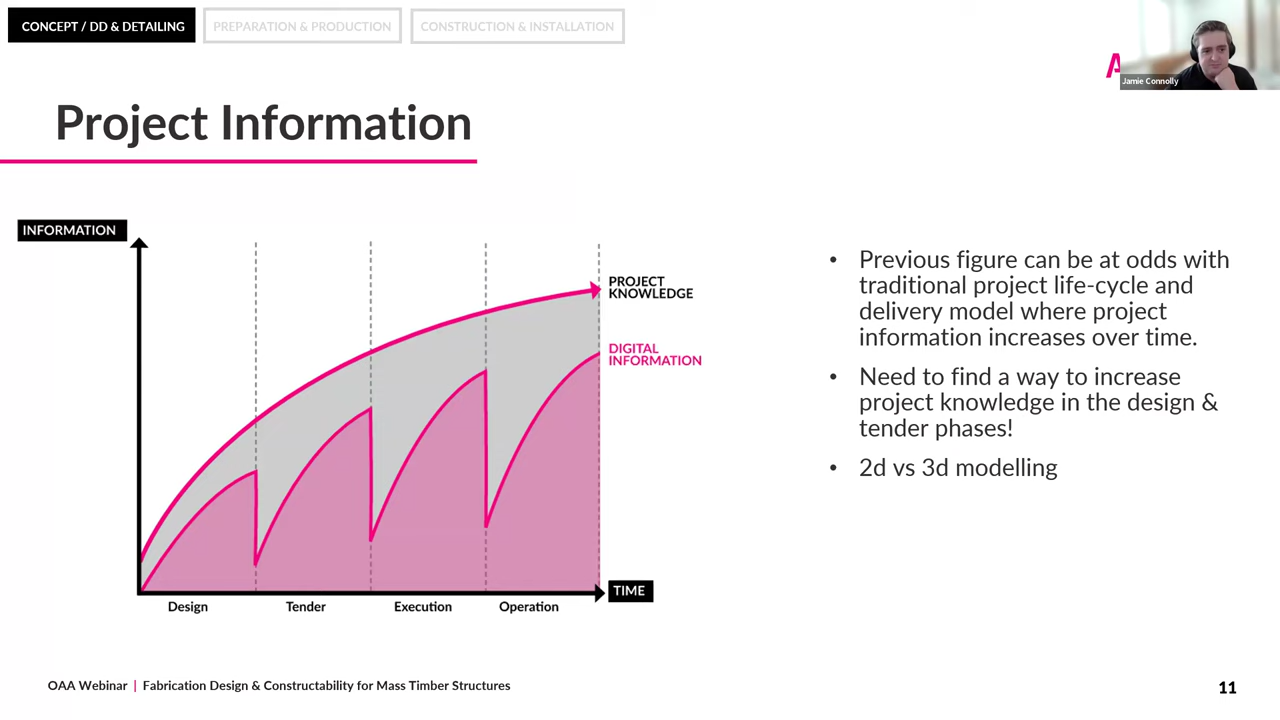 CONCEPT / DD & DETAILING
PREPARATION & PRODUCTION
CONSTRUCTION & INSTALLATION
A
Jamie Connolly
Project Information
INFORMATION
PROJECT
KNOWLEDGE
DIGITAL
INFORMATION
TIME
Design
Tender
Execution
Operation
• Previous figure can be at odds with
traditional project life-cycle and
delivery model where project
information increases over time.
• Need to find a way to increase
project knowledge in the design &
tender phases!
• 2d vs 3d modelling
OAA Webinar | Fabrication Design & Constructability for Mass Timber Structures
11